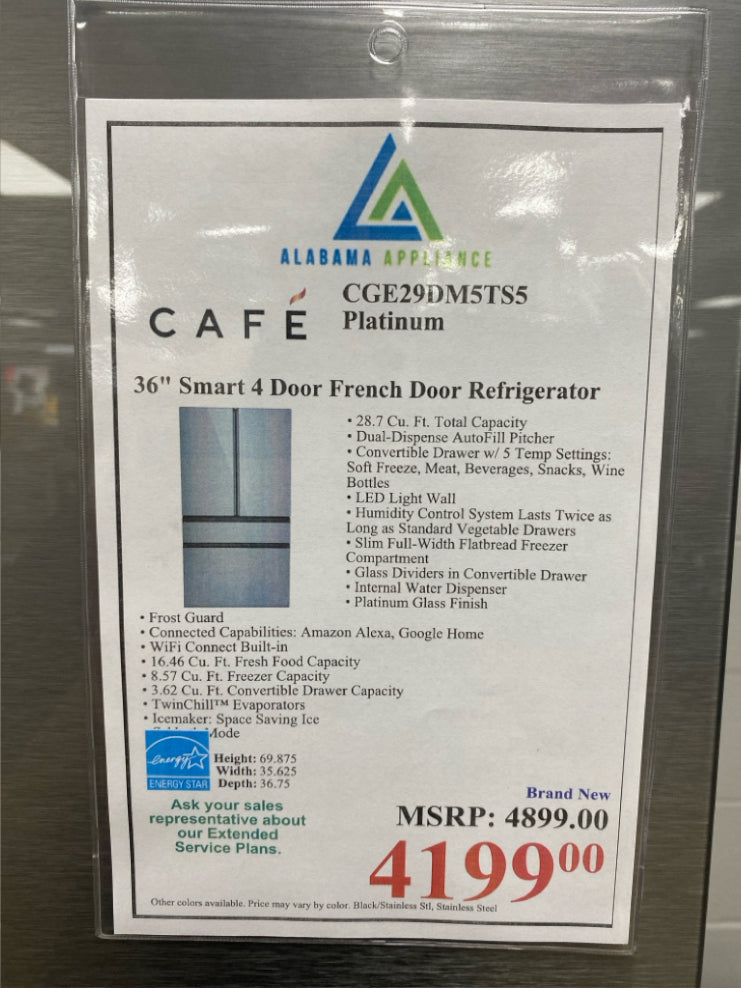 ALABAMA APPLIANCE
CAFÉ
CGE29DM5TS5
Platinum
36" Smart 4 Door French Door Refrigerator
• 28.7 Cu. Ft. Total Capacity
• Dual-Dispense AutoFill Pitcher
• Convertible Drawer w/ 5 Temp Settings:
Soft Freeze, Meat, Beverages, Snacks, Wine
Bottles
• LED Light Wall
• Humidity Control System Lasts Twice as
Long as Standard Vegetable Drawers
• Slim Full-Width Flatbread Freezer
Compartment
• Glass Dividers in Convertible Drawer
• Internal Water Dispenser
• Platinum Glass Finish
• Frost Guard
• Connected Capabilities: Amazon Alexa, Google Home
• WiFi Connect Built-in
• 16.46 Cu. Ft. Fresh Food Capacity
• 8.57 Cu. Ft. Freezer Capacity
• 3.62 Cu. Ft. Convertible Drawer Capacity
• TwinChill™ Evaporators
• Icemaker: Space Saving Ice
Mode
energy
ENERGY STAR
Height: 69.875
Width: 35.625
Depth: 36.75
Ask your sales
representative about
our Extended
Service Plans.
Brand New
MSRP: 4899.00
419900
Other colors available. Price may vary by color. Black/Stainless Stl, Stainless Steel